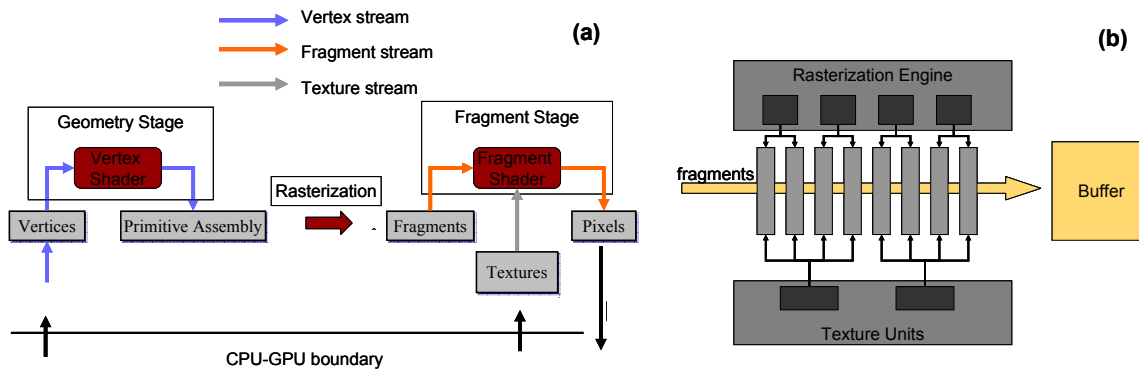 Vertex stream
(a)
Fragment stream
Texture stream
Geometry Stage
Vertex
Shader
Rasterization
Fragment Stage
Fragment
Shader
Vertices
Primitive Assembly
Fragments
Pixels
Textures
CPU-GPU boundary
(b)
Rasterization Engine
fragments
Buffer
Texture Units